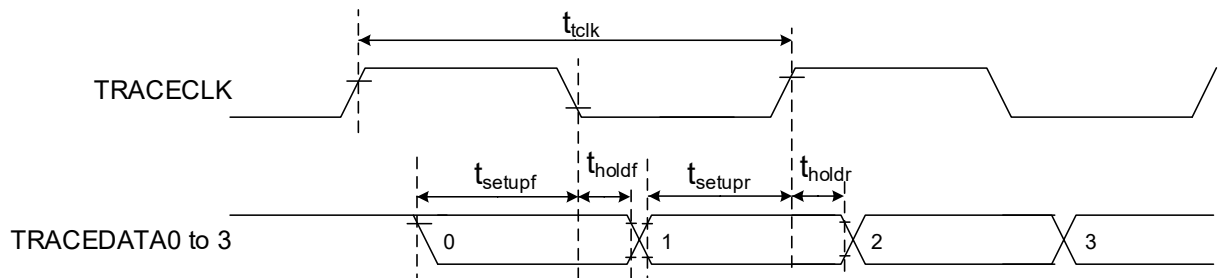 t_tclk
TRACECLK
t_setupf t_holdf t_setupr t_holdr
TRACEDATA0 to 3 0 1 2 3